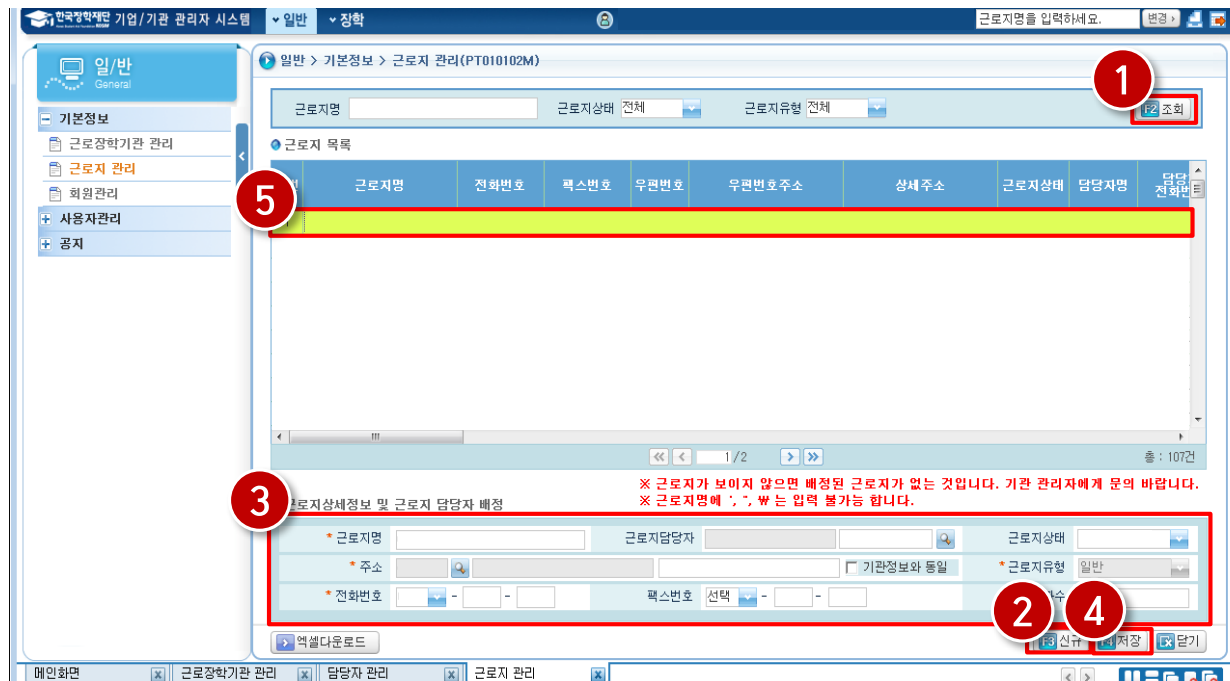 한국장학재단 기업/기관 관리자 시스템 일반 장학 근로지명을 입력하세요. 변경
일/반
General
일반 > 기본정보 > 근로지 관리(PT010102M)
1
근로지명 근로지상태 전체 근로지유형 전체 F2 조회
기본정보
근로장학기관 관리
근로지 관리
회원관리
사용자관리
공지
근로지 목록
근로지명 전화번호 팩스번호 우편번호 우편번호주소 상세주소 근로지상태 담당자명
5
1/2 총 : 107건
※ 근로지가 보이지 않으면 배정된 근로지가 없는 것입니다. 기관 관리자에게 문의 바랍니다.
※ 근로지명에 ', ", ₩ 는 입력 불가능 합니다.
3
근로지상세정보 및 근로지 담당자 배정
* 근로지명 근로지담당자 근로지상태
* 주소 기관정보와 동일 * 근로지유형 일반
* 전화번호 - - 팩스번호 선택 - -
2 4
엑셀다운로드 F3 신규 저장 닫기
메인화면 근로장학기관 관리 담당자 관리 근로지 관리